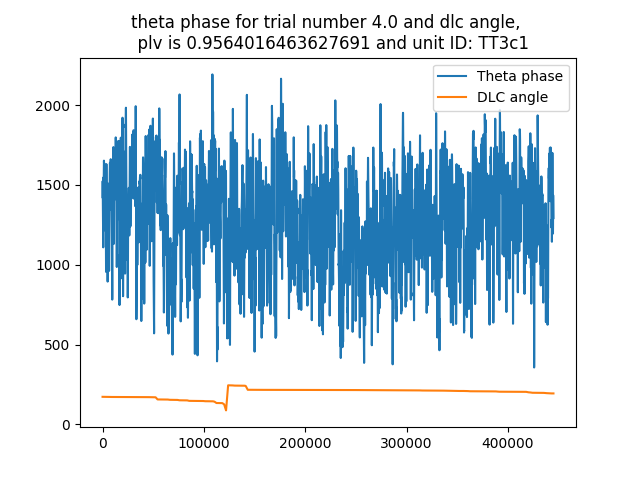 theta phase for trial number 4.0 and dlc angle,
plv is 0.9564016463627691 and unit ID: TT3c1
Theta phase
DLC angle
2000
1500
1000
500
0
0 100000 200000 300000 400000